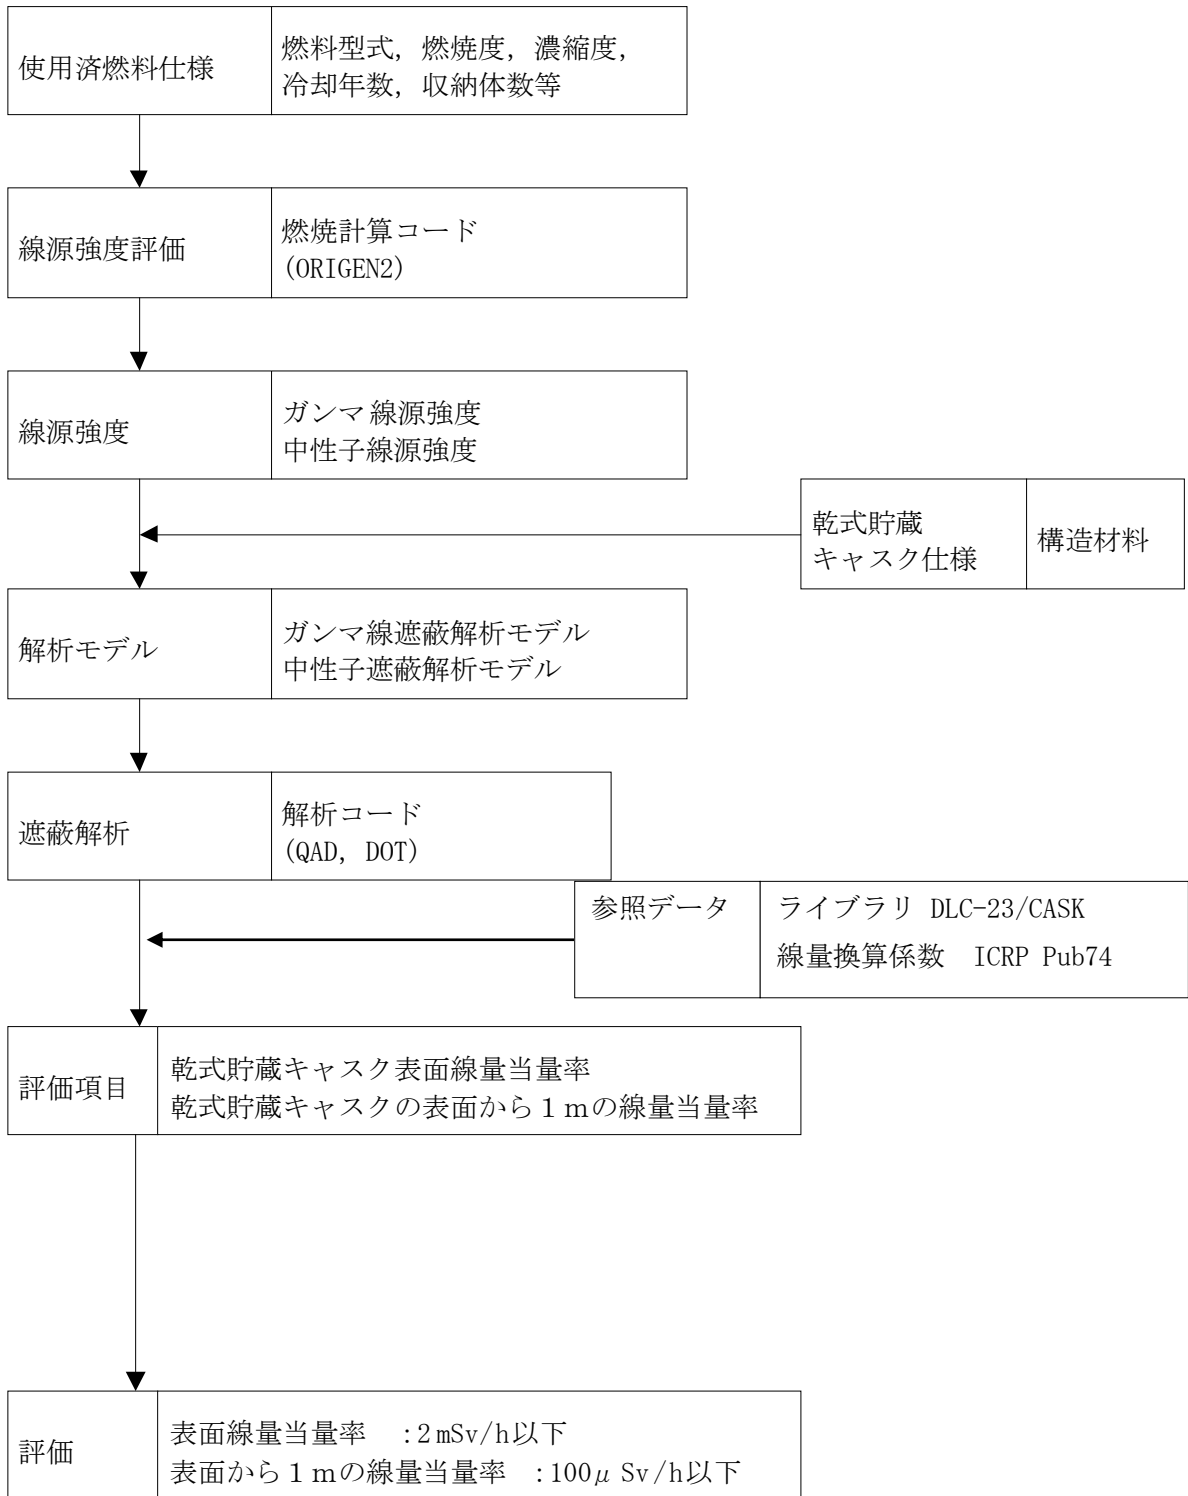 使用済燃料仕様
燃料型式，燃焼度，濃縮度，
冷却年数，収納体数等
線源強度評価
燃焼計算コード
(ORIGEN2)
線源強度
ガンマ線源強度
中性子線源強度
乾式貯蔵
キャスク仕様
構造材料
解析モデル
ガンマ線遮蔽解析モデル
中性子遮蔽解析モデル
遮蔽解析
解析コード
(QAD, DOT)
参照データ
ライブラリ DLC-23/CASK
線量換算係数　ICRP Pub74
評価項目
乾式貯蔵キャスク表面線量当量率
乾式貯蔵キャスクの表面から１ｍの線量当量率
評価
表面線量当量率　:2mSv/h以下
表面から１ｍの線量当量率　:100μSv/h以下